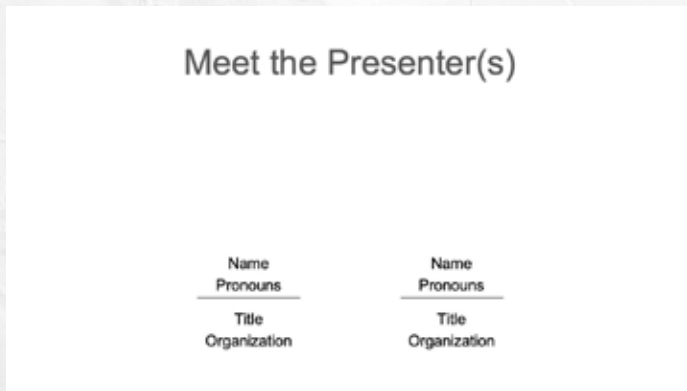 Meet the Presenter(s)
Name
Pronouns
Title
Organization
Name
Pronouns
Title
Organization